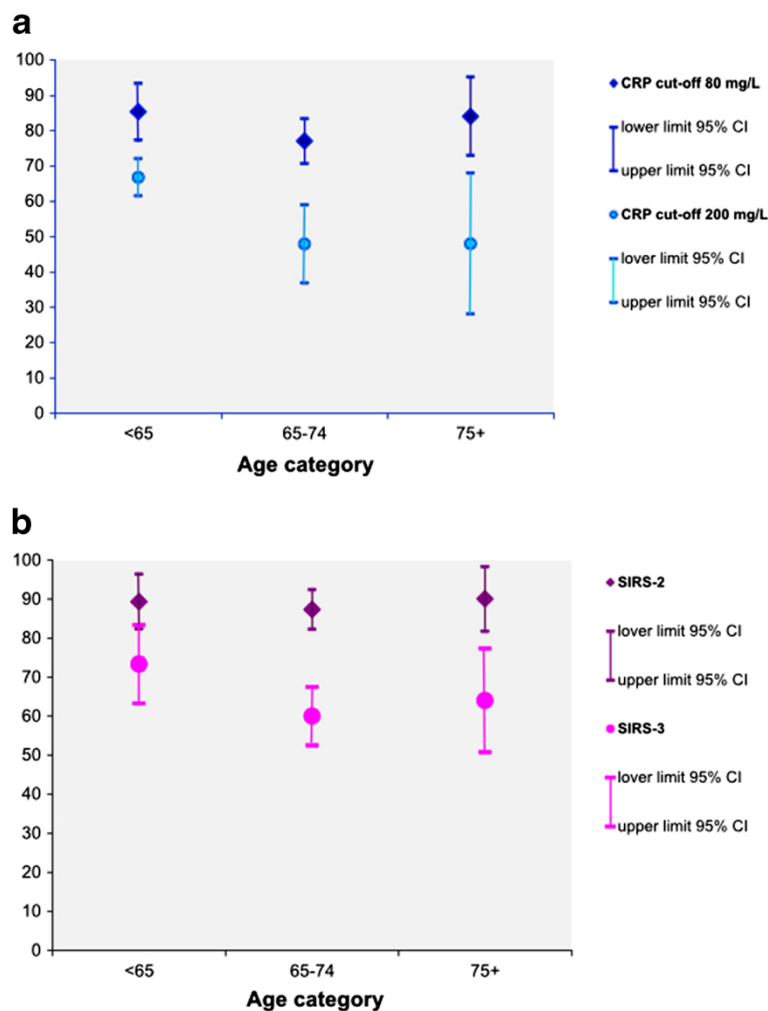 a
100
90
80
70
60
50
40
30
20
10
0
<65
65-74
75+
Age category
CRP cut-off 80 mg/L
lover limit 95% CI
upper limit 95% CI
CRP cut-off 200 mg/L
lover limit 95% CI
upper limit 95% CI
b
100
90
80
70
60
50
40
30
20
10
0
<65
65-74
75+
Age category
SIRS-2
lover limit 95% CI
upper limit 95% CI
SIRS-3
lover limit 95% CI
upper limit 95% CI